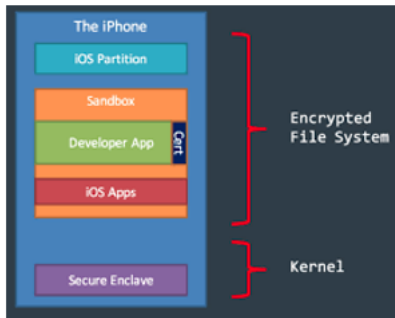 The iPhone
iOS Partition
Sandbox
Developer App
Cert
iOS Apps
Secure Enclave
Encrypted
File System
Kernel